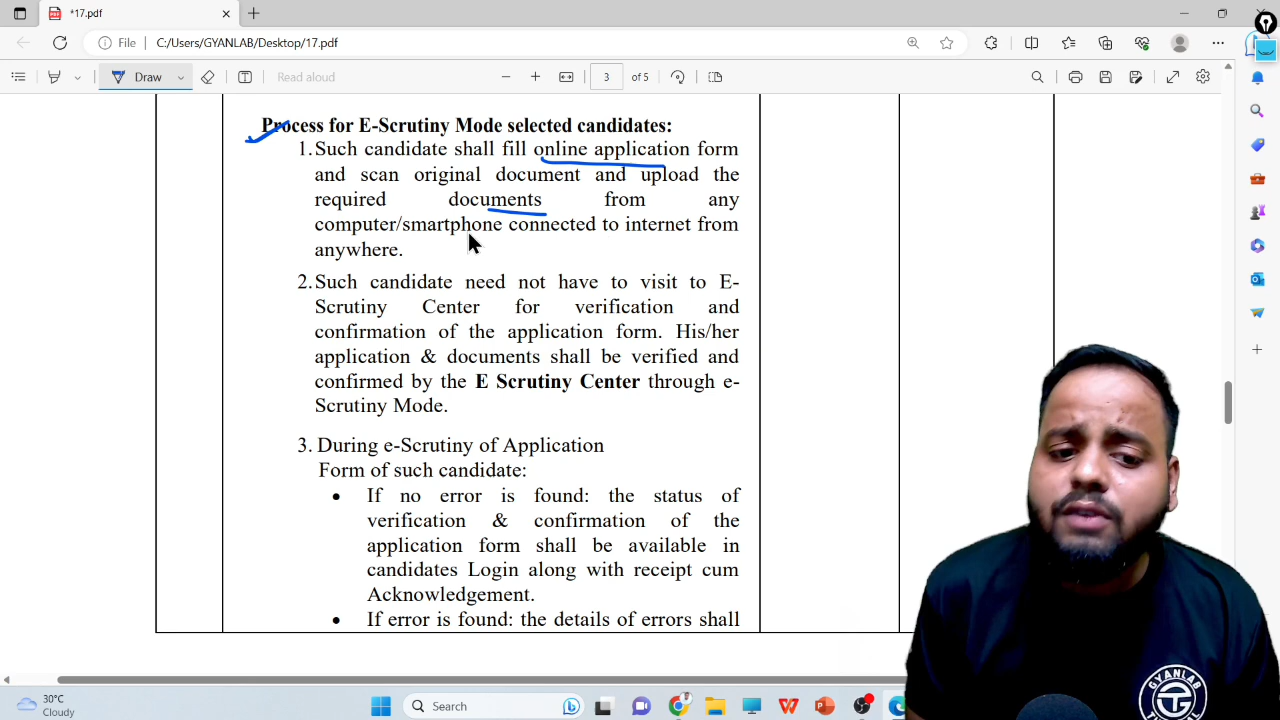 *17.pdf
File
C:/Users/GYANLAB/Desktop/17.pdf
Draw
Read aloud
3
of 5
Process for E-Scrutiny Mode selected candidates:
1. Such candidate shall fill online application form
and scan original document and upload the
required documents from any
computer/smartphone connected to internet from
anywhere.
2. Such candidate need not have to visit to E-
Scrutiny Center for verification and
confirmation of the application form. His/her
application & documents shall be verified and
confirmed by the E Scrutiny Center through e-
Scrutiny Mode.
3. During e-Scrutiny of Application
Form of such candidate:
• If no error is found: the status of
verification & confirmation of the
application form shall be available in
candidates Login along with receipt cum
Acknowledgement.
• If error is found: the details of errors shall
GYANLAB
30°C
Cloudy
Search